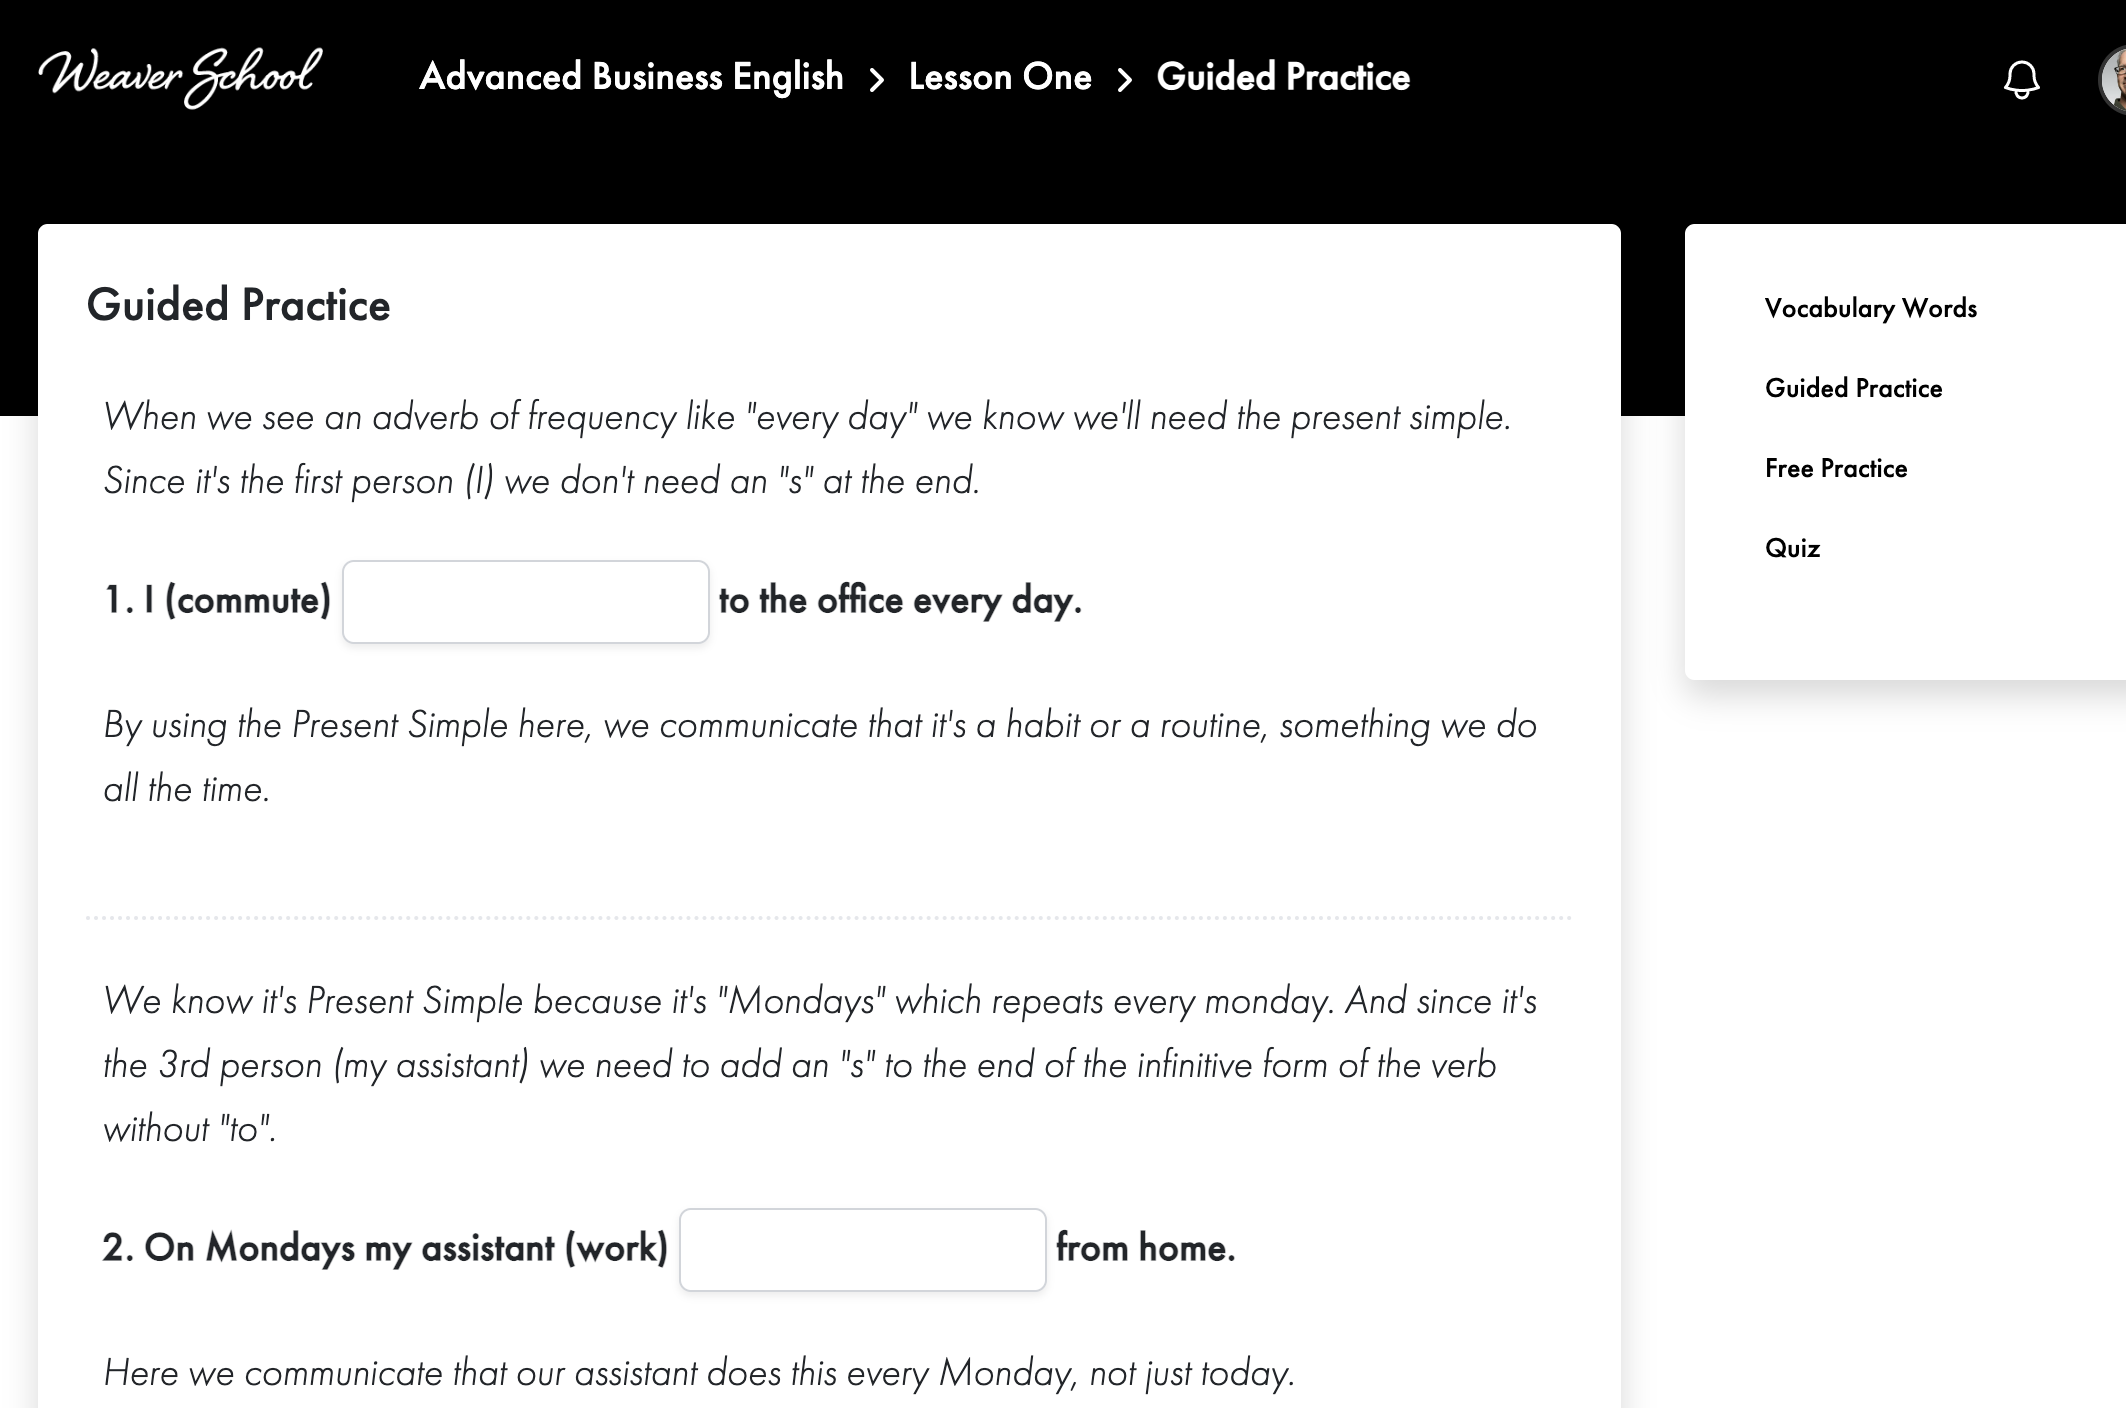 Weaver School
Advanced Business English > Lesson One > Guided Practice
Guided Practice
When we see an adverb of frequency like "every day" we know we'll need the present simple.
Since it's the first person (I) we don't need an "s" at the end.
1. I (commute) to the office every day.
By using the Present Simple here, we communicate that it's a habit or a routine, something we do
all the time.
We know it's Present Simple because it's "Mondays" which repeats every monday. And since it's
the 3rd person (my assistant) we need to add an "s" to the end of the infinitive form of the verb
without "to".
2. On Mondays my assistant (work) from home.
Here we communicate that our assistant does this every Monday, not just today.
Vocabulary Words
Guided Practice
Free Practice
Quiz